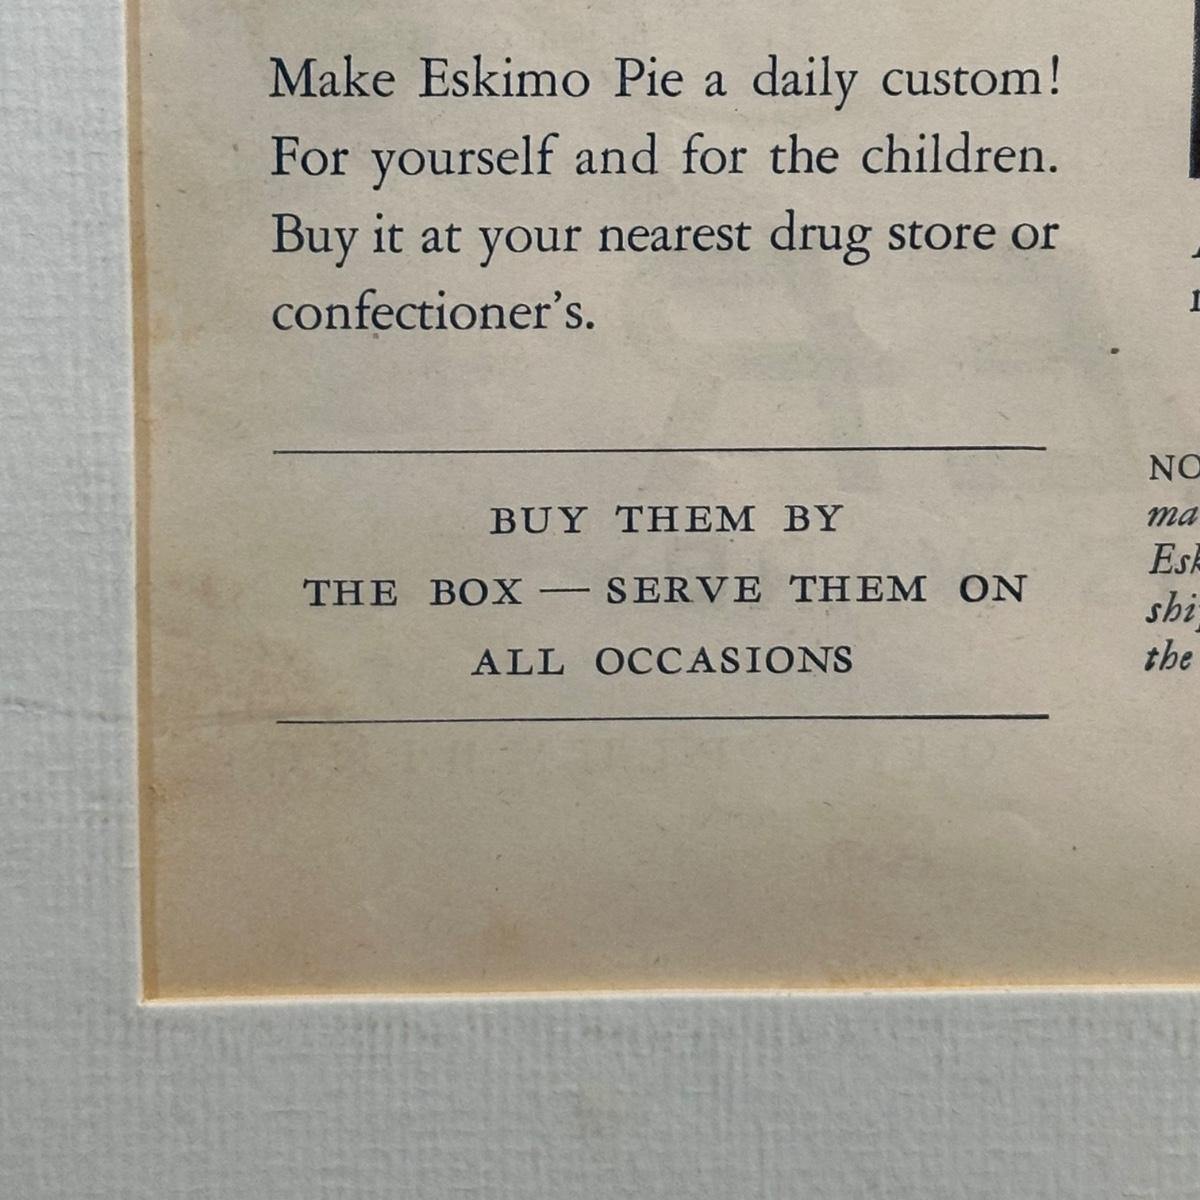 Make Eskimo Pie a daily custom!
For yourself and for the children.
Buy it at your nearest drug store or
confectioner's.
BUY THEM BY
THE BOX — SERVE THEM ON
ALL OCCASIONS
the